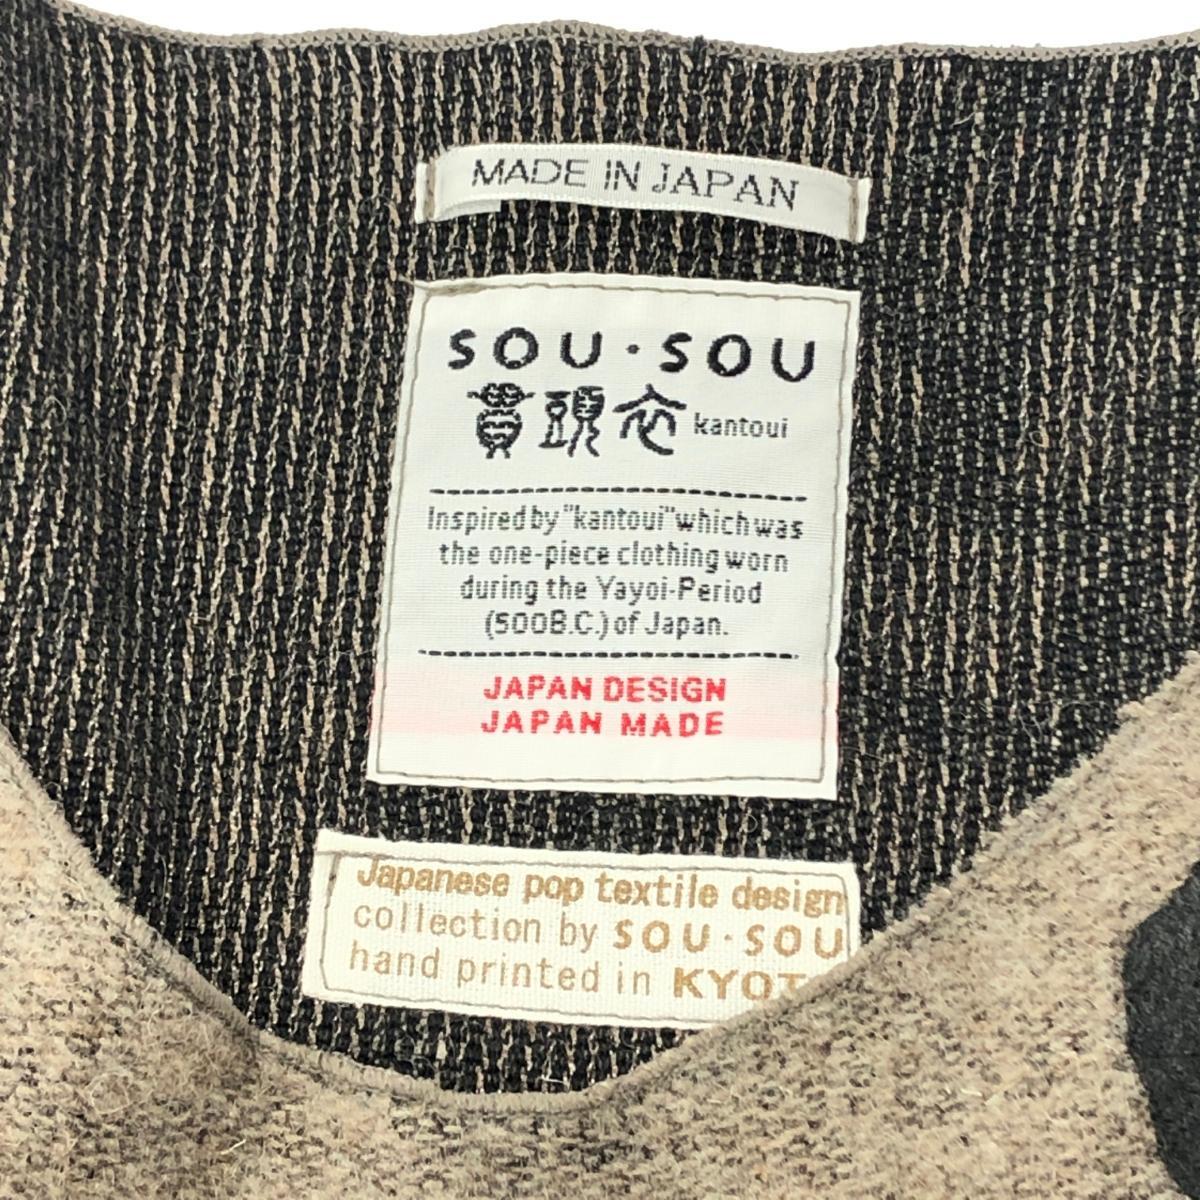 MADE IN JAPAN
SOU・SOU
貫頭衣 kantoui
Inspired by "kantoui" which was
the one-piece clothing worn
during the Yayoi-Period
(500B.C.) of Japan.
JAPAN DESIGN
JAPAN MADE
Japanese pop textile design
collection by SOU・SOU
hand printed in KYOT